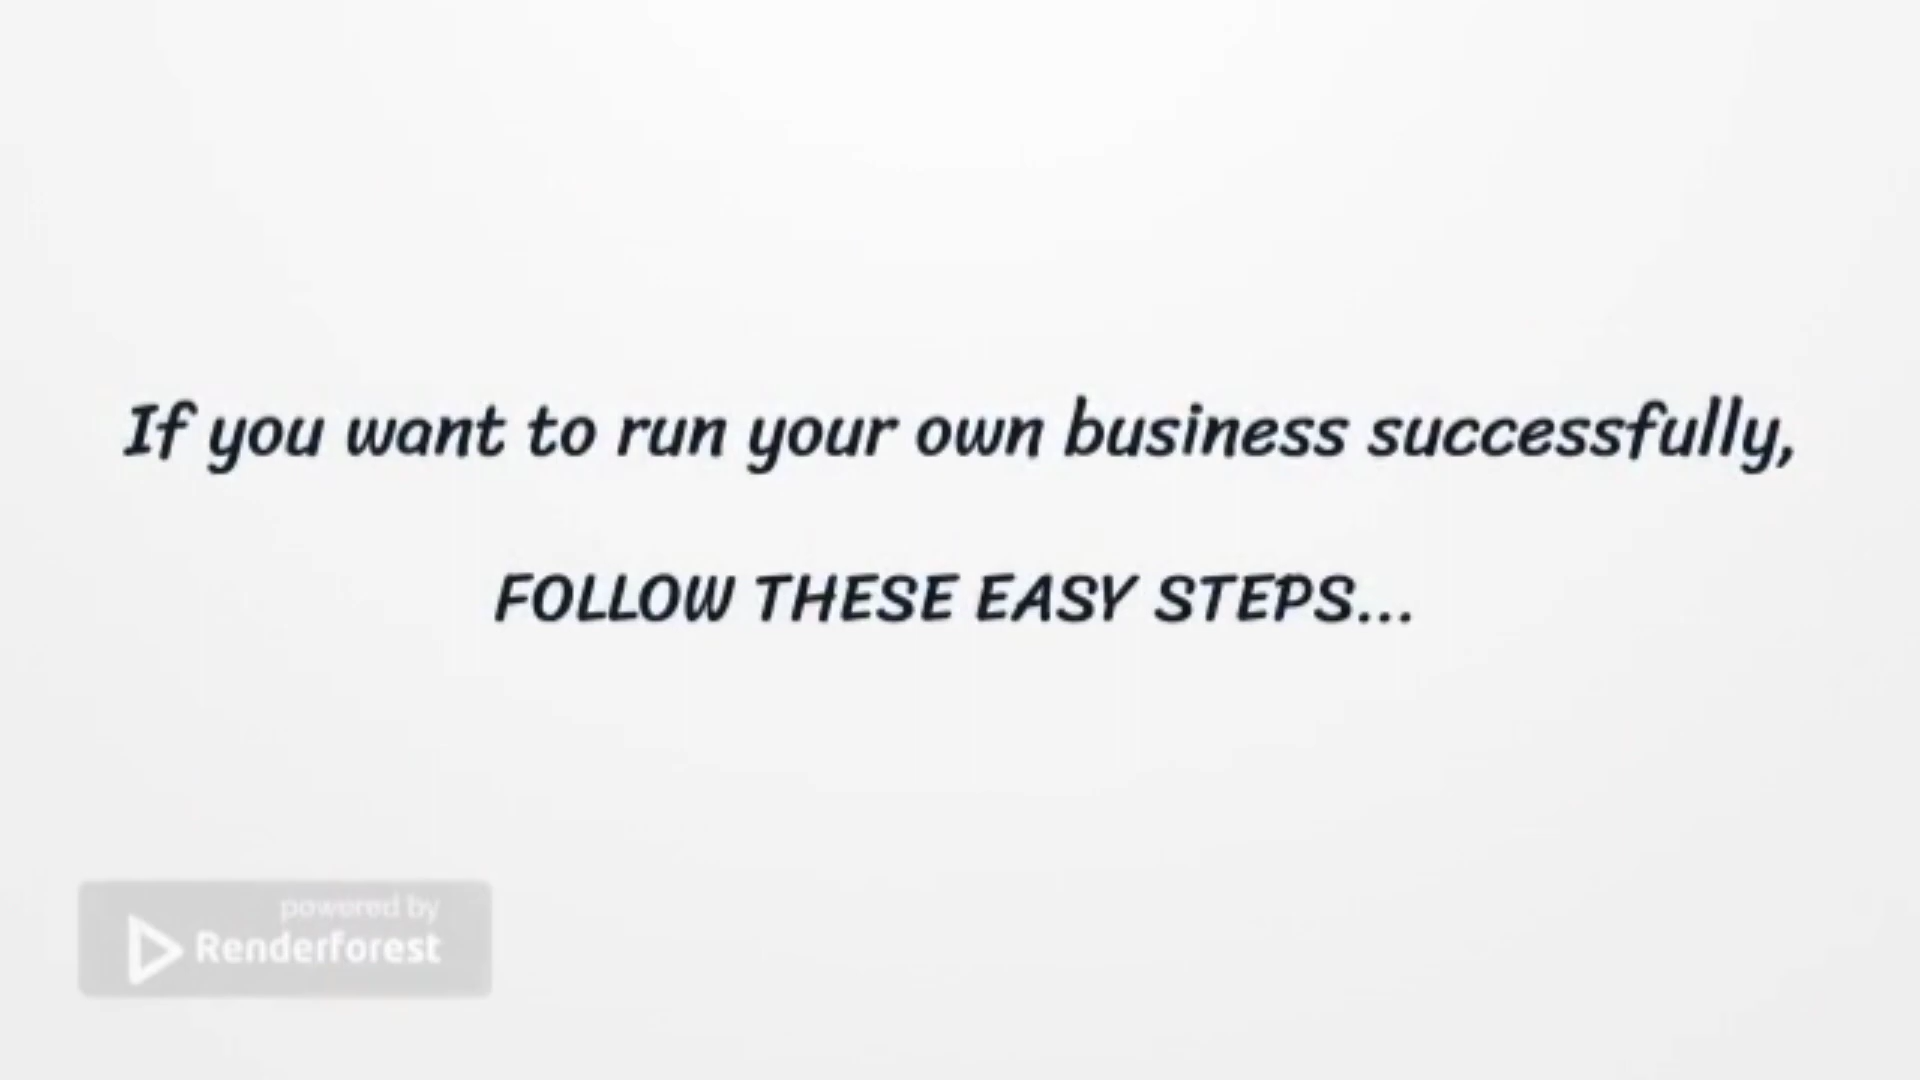 If you want to run your own business successfully,
FOLLOW THESE EASY STEPS...
powered by
Renderforest